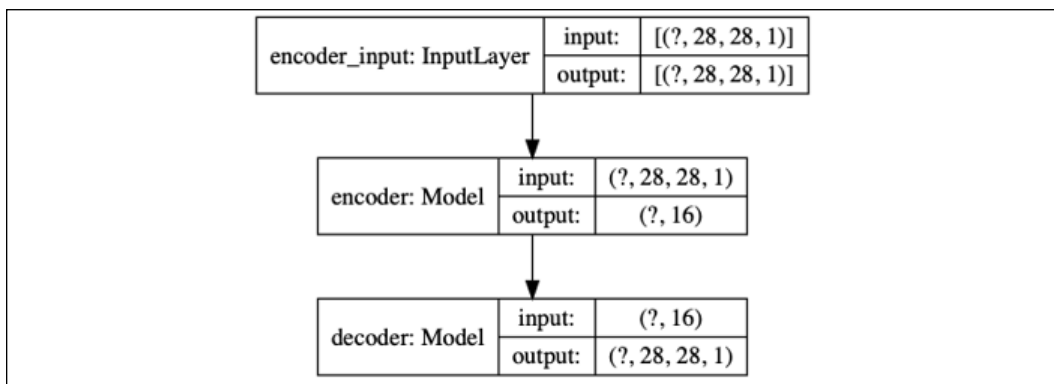 encoder_input: InputLayer
input: [(?, 28, 28, 1)]
output: [(?, 28, 28, 1)]
encoder: Model
input: (?, 28, 28, 1)
output: (?, 16)
decoder: Model
input: (?, 16)
output: (?, 28, 28, 1)